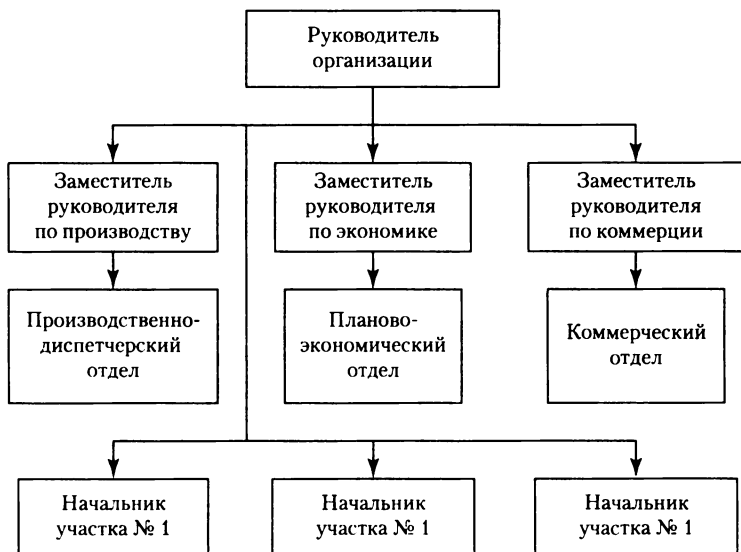 Руководитель
организации
Заместитель
руководителя
по производству
Заместитель
руководителя
по экономике
Заместитель
руководителя
по коммерции
Производственно-
диспетчерский
отдел
Планово-
экономический
отдел
Коммерческий
отдел
Начальник
участка № 1
Начальник
участка № 1
Начальник
участка № 1